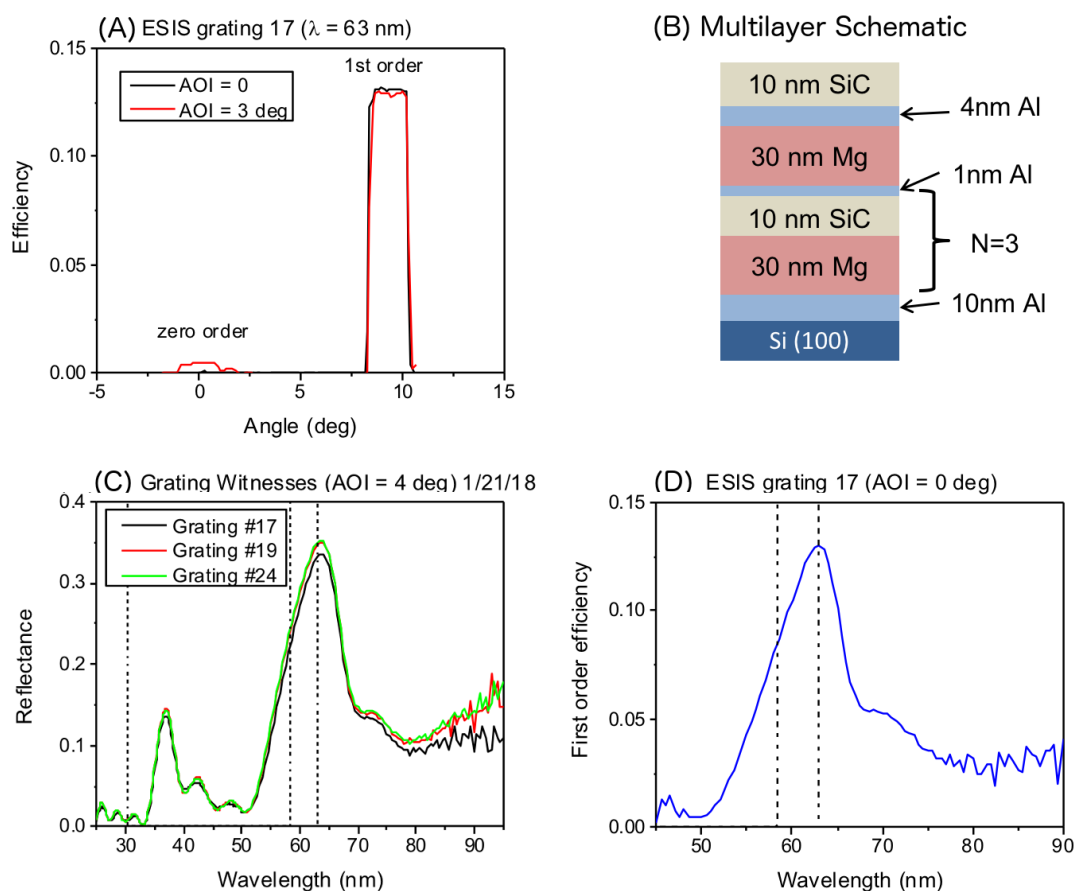 (A) ESIS grating 17 (λ = 63 nm)
0.15
0.10
0.05
0.00
Efficiency
AOI = 0
AOI = 3 deg
1st order
zero order
-5
0
5
10
15
Angle (deg)
(B) Multilayer Schematic
10 nm SiC
4nm Al
30 nm Mg
1nm Al
10 nm SiC
N=3
30 nm Mg
10nm Al
Si (100)
(C) Grating Witnesses (AOI = 4 deg) 1/21/18
0.4
0.3
0.2
0.1
0.0
Reflectance
Grating #17
Grating #19
Grating #24
30
40
50
60
70
80
90
Wavelength (nm)
(D) ESIS grating 17 (AOI = 0 deg)
0.15
0.10
0.05
0.00
First order efficiency
50
60
70
80
90
Wavelength (nm)